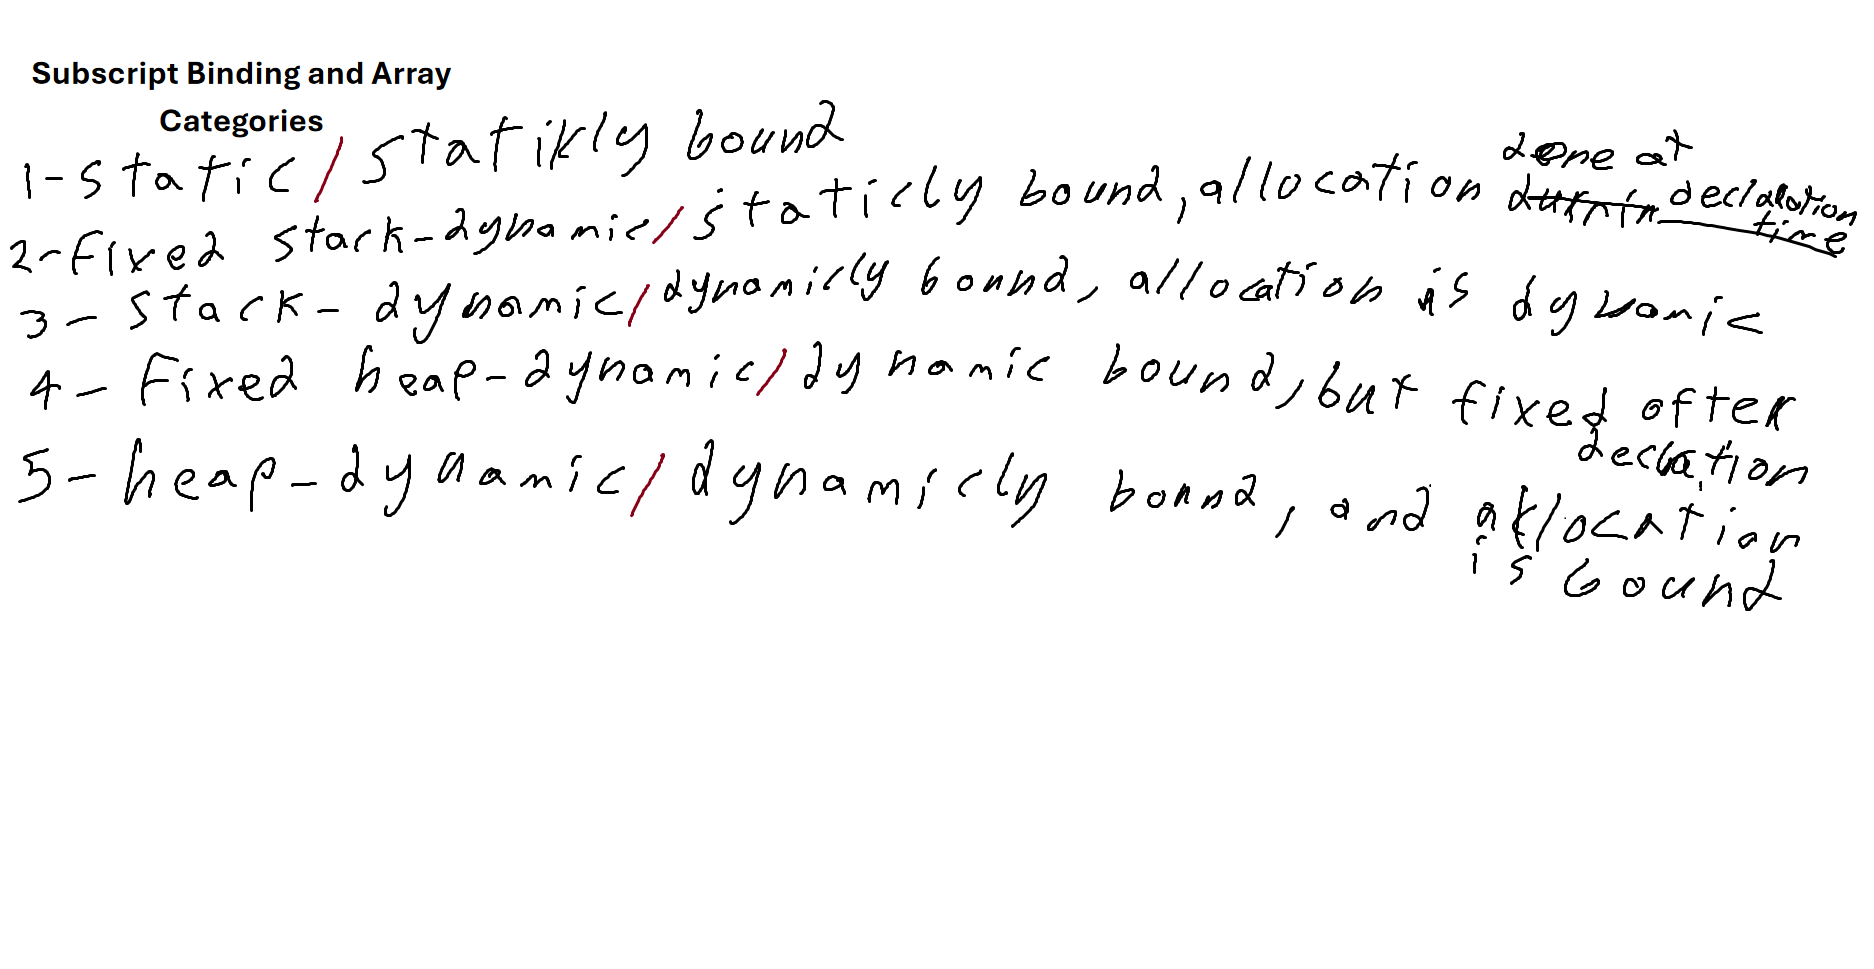 Subscript Binding and Array
Categories
1-static/statikly bound
2-Fixed stack-dynamic/staticly bound, allocation done at durnin declaration time
3- stack-dynamic/dynamicly bound, allocation is dynamic
4- Fixed heap-dynamic/dynamic bound, but fixed after
declation
5-heap-dynamic/dynamicly bound, and allocation
is bound